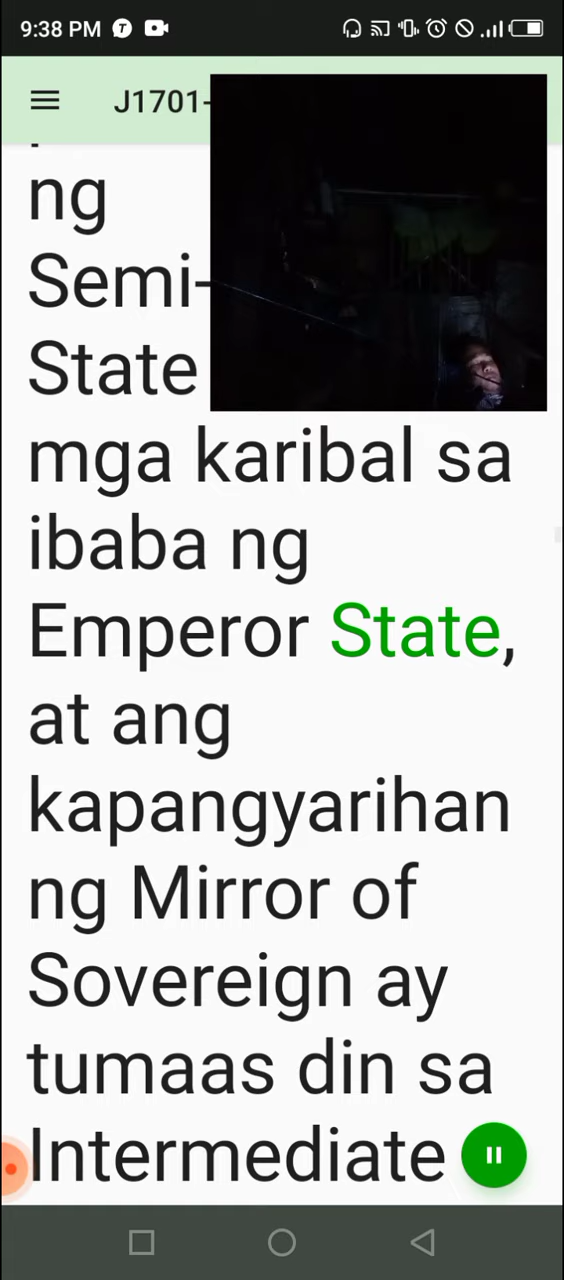 9:38 PM
J1701-
ng
Semi-
State
mga karibal sa
ibaba ng
Emperor State,
at ang
kapangyarihan
ng Mirror of
Sovereign ay
tumaas din sa
Intermediate